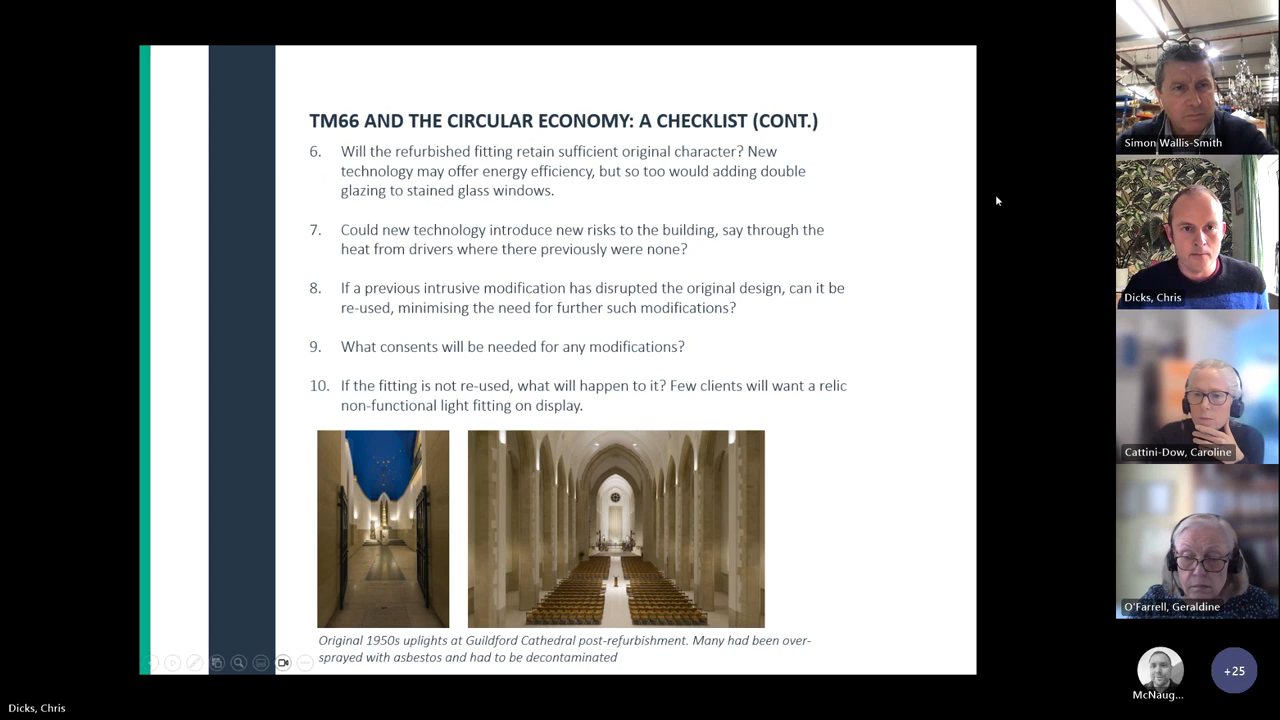 TM66 AND THE CIRCULAR ECONOMY: A CHECKLIST (CONT.)
6. Will the refurbished fitting retain sufficient original character? New
technology may offer energy efficiency, but so too would adding double
glazing to stained glass windows.
7. Could new technology introduce new risks to the building, say through the
heat from drivers where there previously were none?
8. If a previous intrusive modification has disrupted the original design, can it be
re-used, minimising the need for further such modifications?
9. What consents will be needed for any modifications?
10. If the fitting is not re-used, what will happen to it? Few clients will want a relic
non-functional light fitting on display.
Original 1950s uplights at Guildford Cathedral post-refurbishment. Many had been over-
sprayed with asbestos and had to be decontaminated
Simon Wallis-Smith
Dicks, Chris
Cattini-Dow, Caroline
O'Farrell, Geraldine
McNaug...
+25
Dicks, Chris